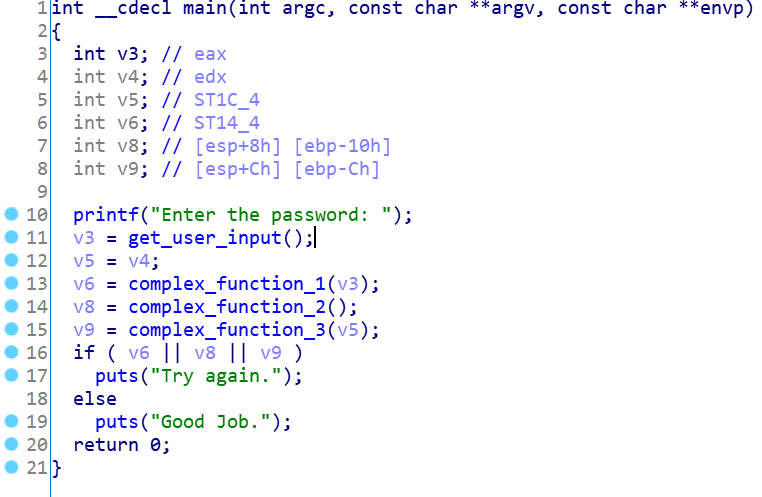 1 int __cdecl main(int argc, const char **argv, const char **envp)
2 {
3   int v3; // eax
4   int v4; // edx
5   int v5; // ST1C_4
6   int v6; // ST14_4
7   int v8; // [esp+8h] [ebp-10h]
8   int v9; // [esp+Ch] [ebp-Ch]
9
10   printf("Enter the password: ");
11   v3 = get_user_input();
12   v5 = v4;
13   v6 = complex_function_1(v3);
14   v8 = complex_function_2();
15   v9 = complex_function_3(v5);
16   if ( v6 || v8 || v9 )
17     puts("Try again.");
18   else
19     puts("Good Job.");
20   return 0;
21 }